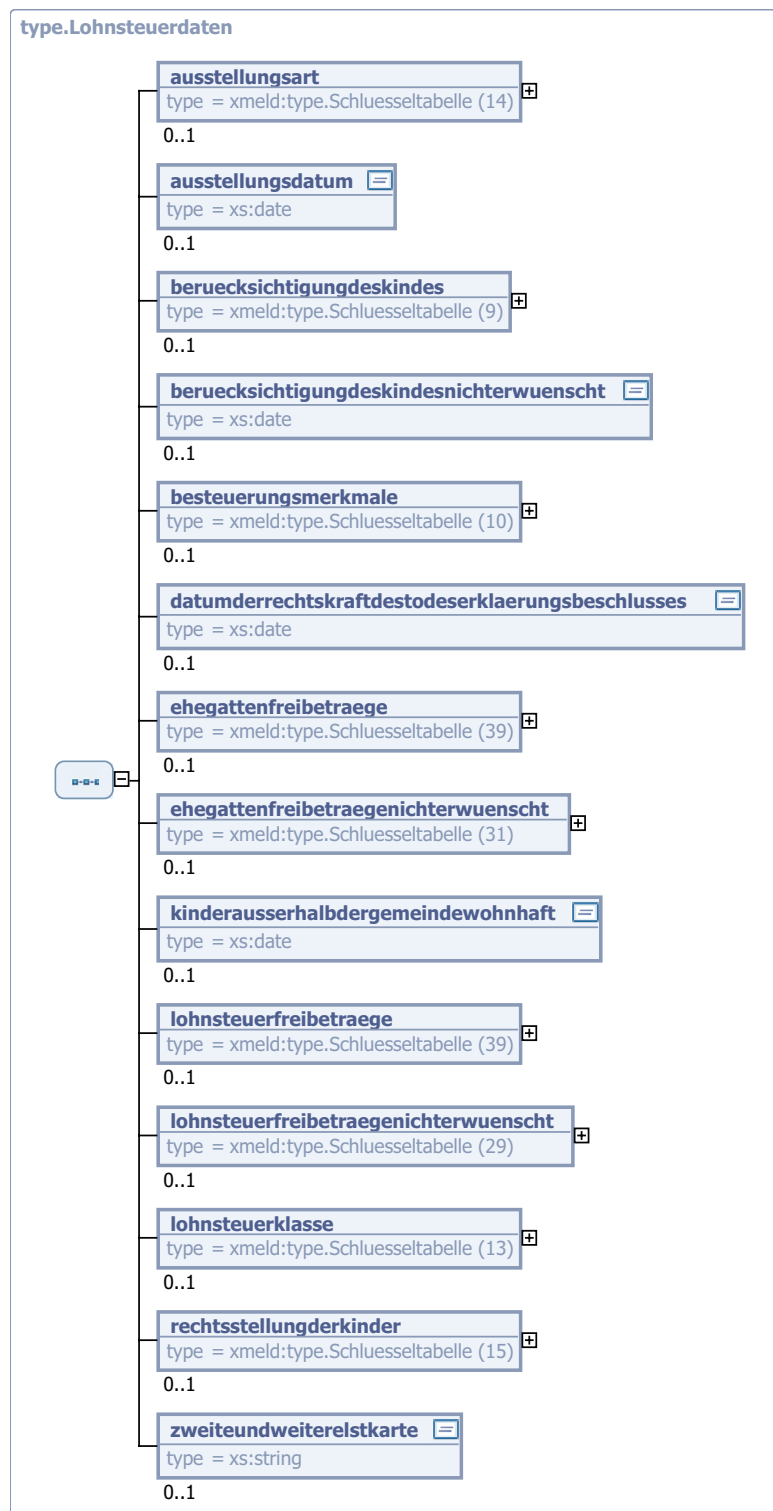 type.Lohnsteuerdaten
ausstellungsart
type = xmeld:type.Schluesseltabelle (14)
0..1
ausstellungsdatum
type = xs:date
0..1
beruecksichtigungdeskindes
type = xmeld:type.Schluesseltabelle (9)
0..1
beruecksichtigungdeskindesnichterwuenscht
type = xs:date
0..1
besteuerungsmerkmale
type = xmeld:type.Schluesseltabelle (10)
0..1
datumderrechtskraftdestodeserklaerungsbeschlusses
type = xs:date
0..1
ehegattenfreibetraege
type = xmeld:type.Schluesseltabelle (39)
0..1
ehegattenfreibetraegenichterwuenscht
type = xmeld:type.Schluesseltabelle (31)
0..1
kinderausserhalbdergemeindewohnhaft
type = xs:date
0..1
lohnsteuerfreibetraege
type = xmeld:type.Schluesseltabelle (39)
0..1
lohnsteuerfreibetraegenichterwuenscht
type = xmeld:type.Schluesseltabelle (29)
0..1
lohnsteuerklasse
type = xmeld:type.Schluesseltabelle (13)
0..1
rechtsstellungderkinder
type = xmeld:type.Schluesseltabelle (15)
0..1
zweiteundweiterelstkarte
type = xs:string
0..1